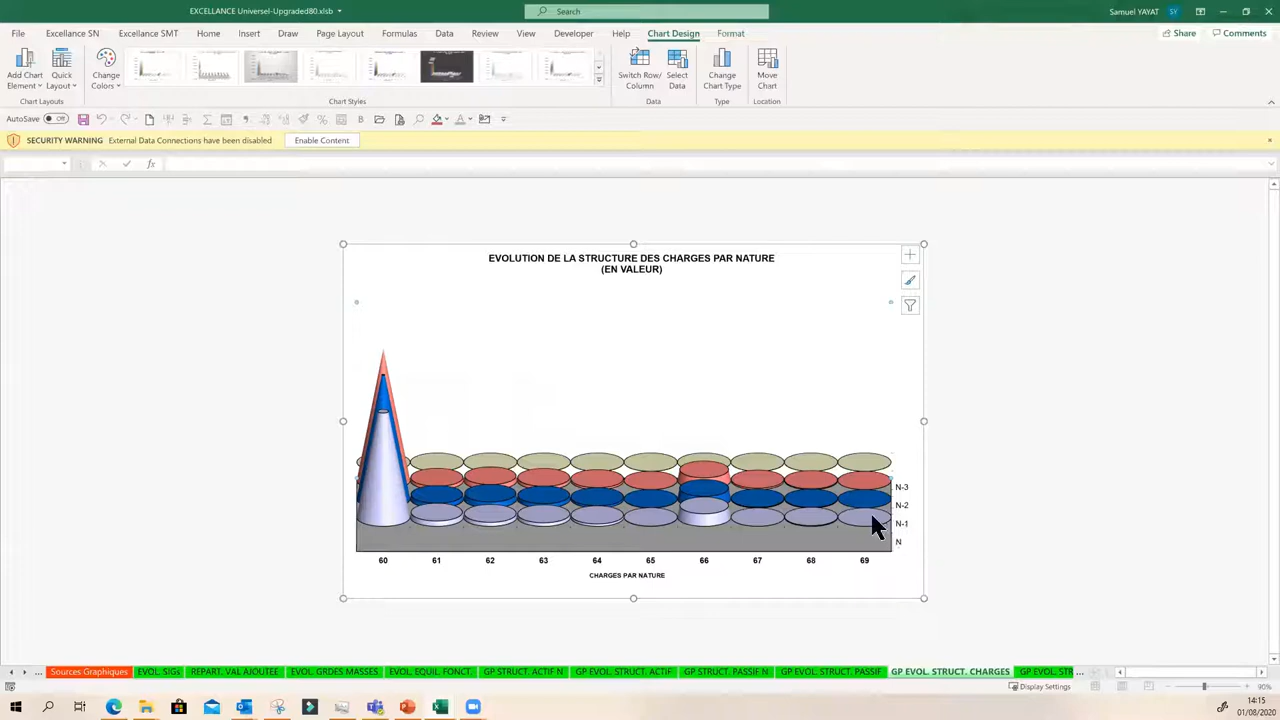 EXCELLANCE Universel-Upgraded80.xlsb
Search
Samuel YAYAT
File Excellance SN Excellance SMT Home Insert Draw Page Layout Formulas Data Review View Developer Help Chart Design Format
Share Comments
Add Chart Element
Quick Layout
Change Colors
Switch Row/Column
Select Data
Change Chart Type
Move Chart
Chart Layouts Chart Styles Data Type Location
AutoSave Off
SECURITY WARNING External Data Connections have been disabled Enable Content
fx
EVOLUTION DE LA STRUCTURE DES CHARGES PAR NATURE
(EN VALEUR)
N-3
N-2
N-1
N
60 61 62 63 64 65 66 67 68 69
CHARGES PAR NATURE
... Sources Graphiques EVOL. SIGs REPART. VAL AJOUTEE EVOL. GRDES MASSES. EVOL. EQUIL. FONCT. GP STRUCT. ACTIF N GP EVOL. STRUCT. ACTIF GP STRUCT. PASSIF N GP EVOL. STRUCT. PASSIF GP EVOL. STRUCT. CHARGES GP EVOL. STR ...
Display Settings 90%
14:15
01/08/2020